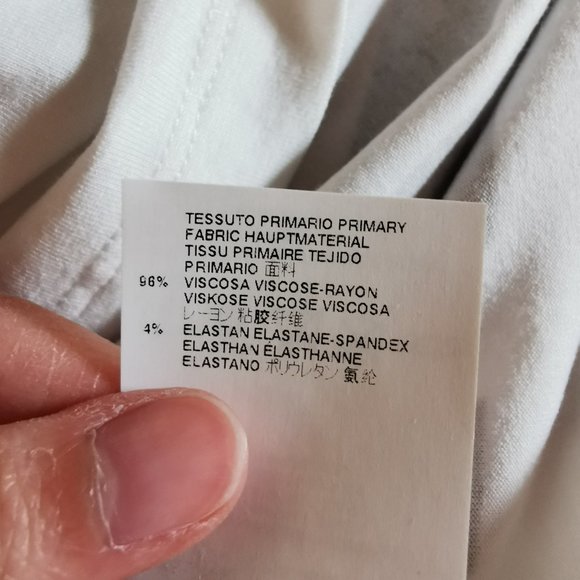 TESSUTO PRIMARIO PRIMARY
FABRIC HAUPTMATERIAL
TISSU PRIMAIRE TEJIDO
PRIMARIO 面料
96% VISCOSA VISCOSE-RAYON
VISKOSE VISCOSE VISCOSA
レーヨン 粘胶纤维
4% ELASTAN ELASTANE-SPANDEX
ELASTHAN ELASTHANNE
ELASTANO ポリウレタン 氨纶